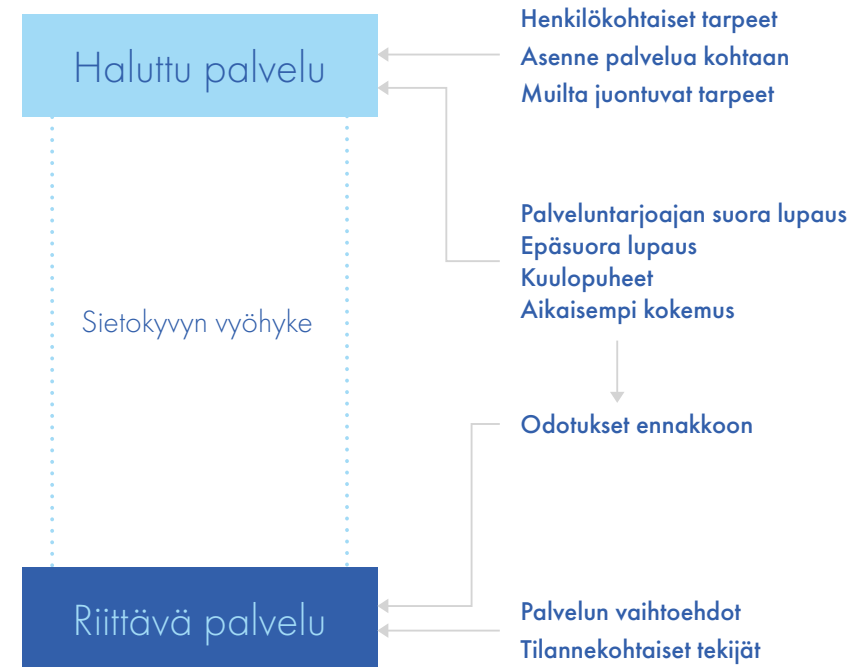 Haluttu palvelu
Henkilökohtaiset tarpeet
Asenne palvelua kohtaan
Muilta juontuvat tarpeet
Palveluntarjoajan suora lupaus
Epäsuora lupaus
Kuulopuheet
Aikaisempi kokemus
Sietokyvyn vyöhyke
Odotukset ennakkoon
Riittävä palvelu
Palvelun vaihtoehdot
Tilannekohtaiset tekijät